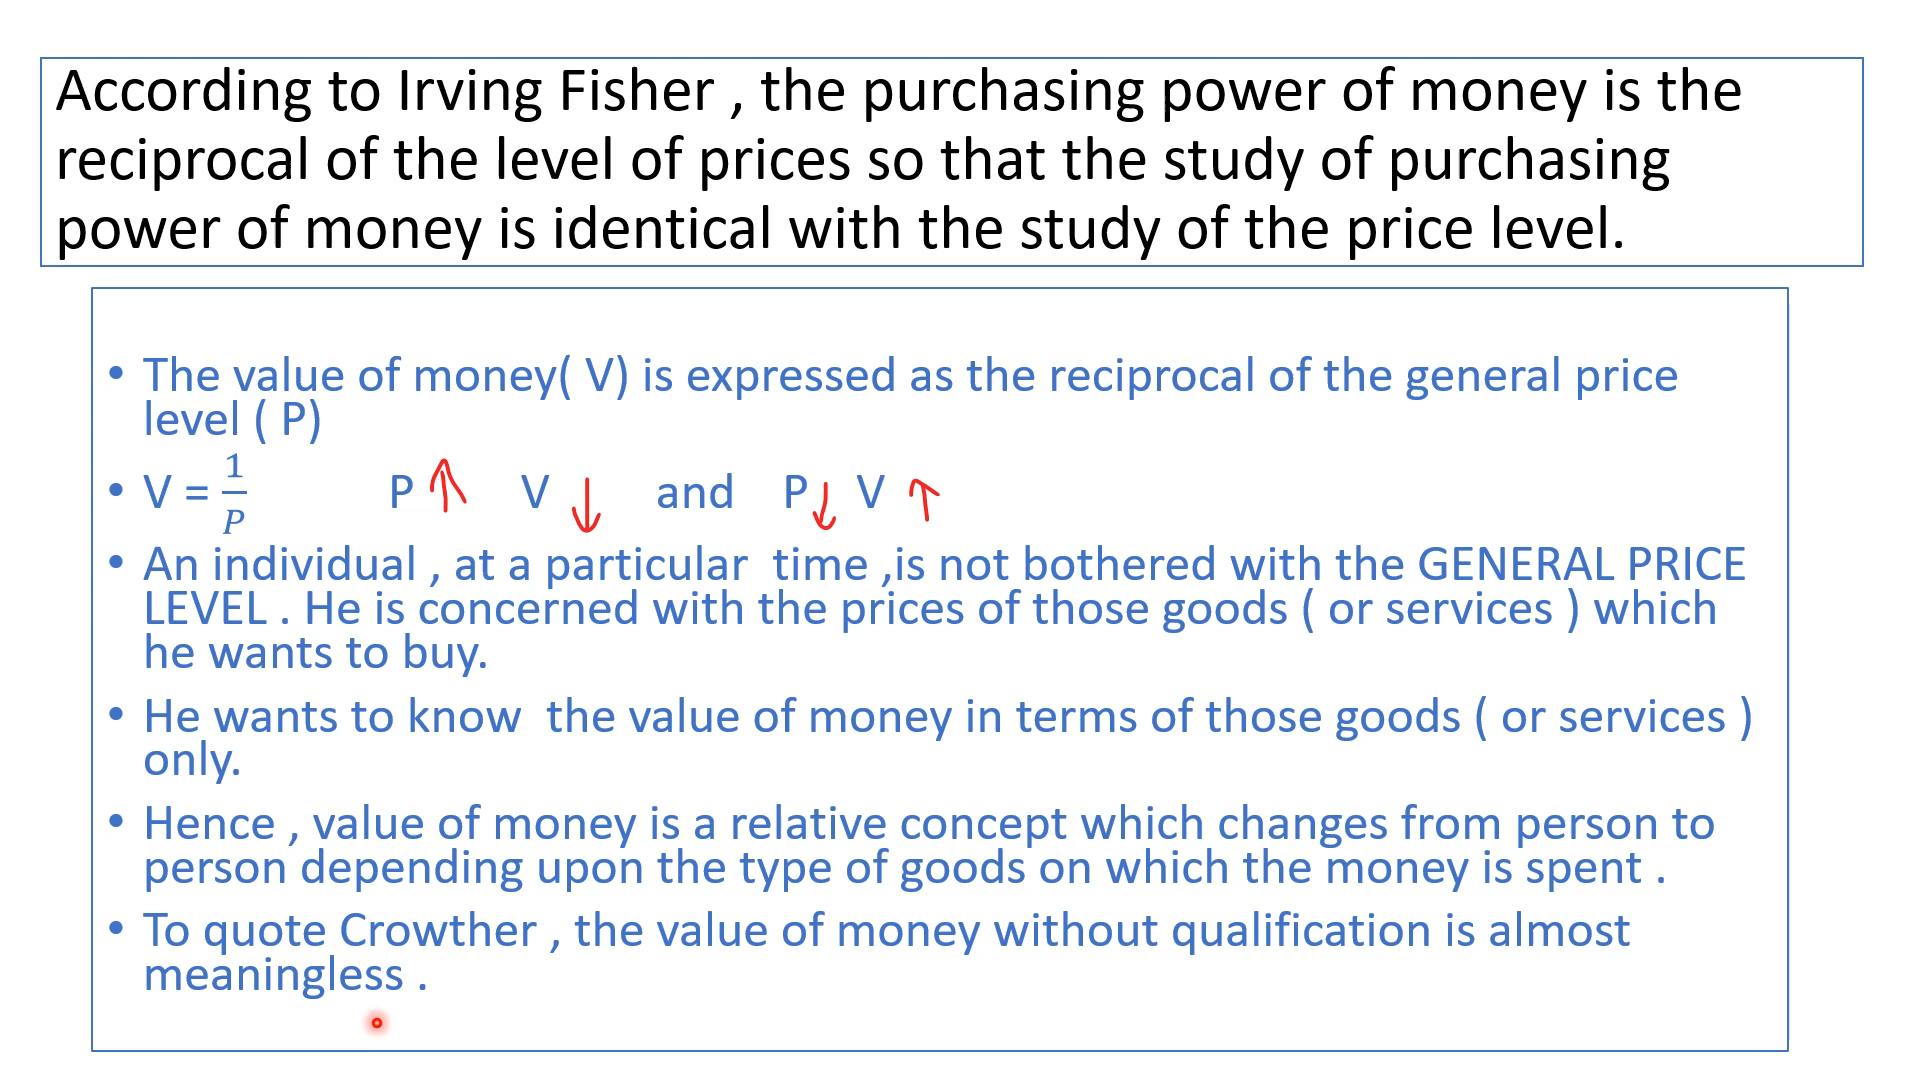 According to Irving Fisher , the purchasing power of money is the
reciprocal of the level of prices so that the study of purchasing
power of money is identical with the study of the price level.
• The value of money( V) is expressed as the reciprocal of the general price
level ( P)
• V = 1/P P ↑ V ↓ and P ↓ V ↑
• An individual , at a particular time ,is not bothered with the GENERAL PRICE
LEVEL . He is concerned with the prices of those goods ( or services ) which
he wants to buy.
• He wants to know the value of money in terms of those goods ( or services )
only.
• Hence , value of money is a relative concept which changes from person to
person depending upon the type of goods on which the money is spent .
• To quote Crowther , the value of money without qualification is almost
meaningless .